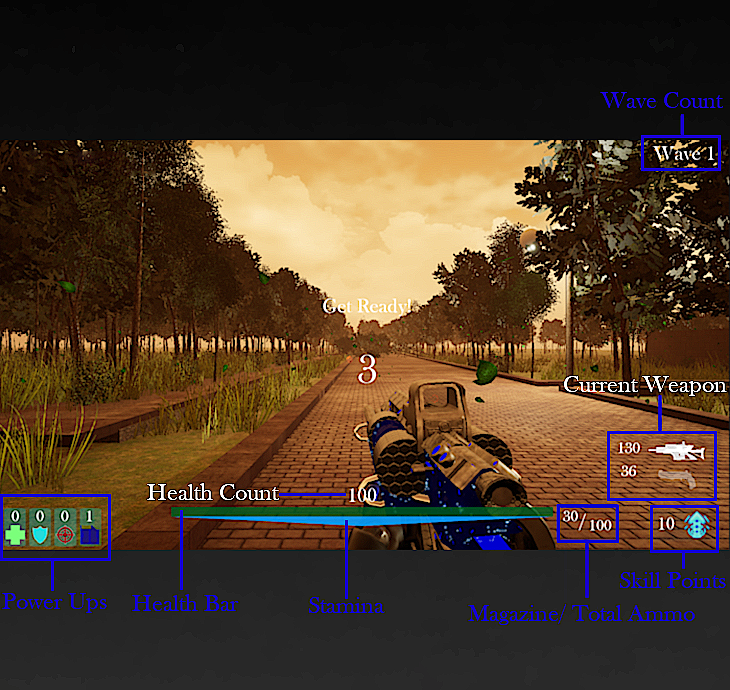 Wave Count
Wave 1
Get Ready!
3
Current Weapon
130
36
Health Count
100
0 0 0 1
30/100
10
Skill Points
Power Ups
Health Bar
Stamina
Magazine/ Total Ammo